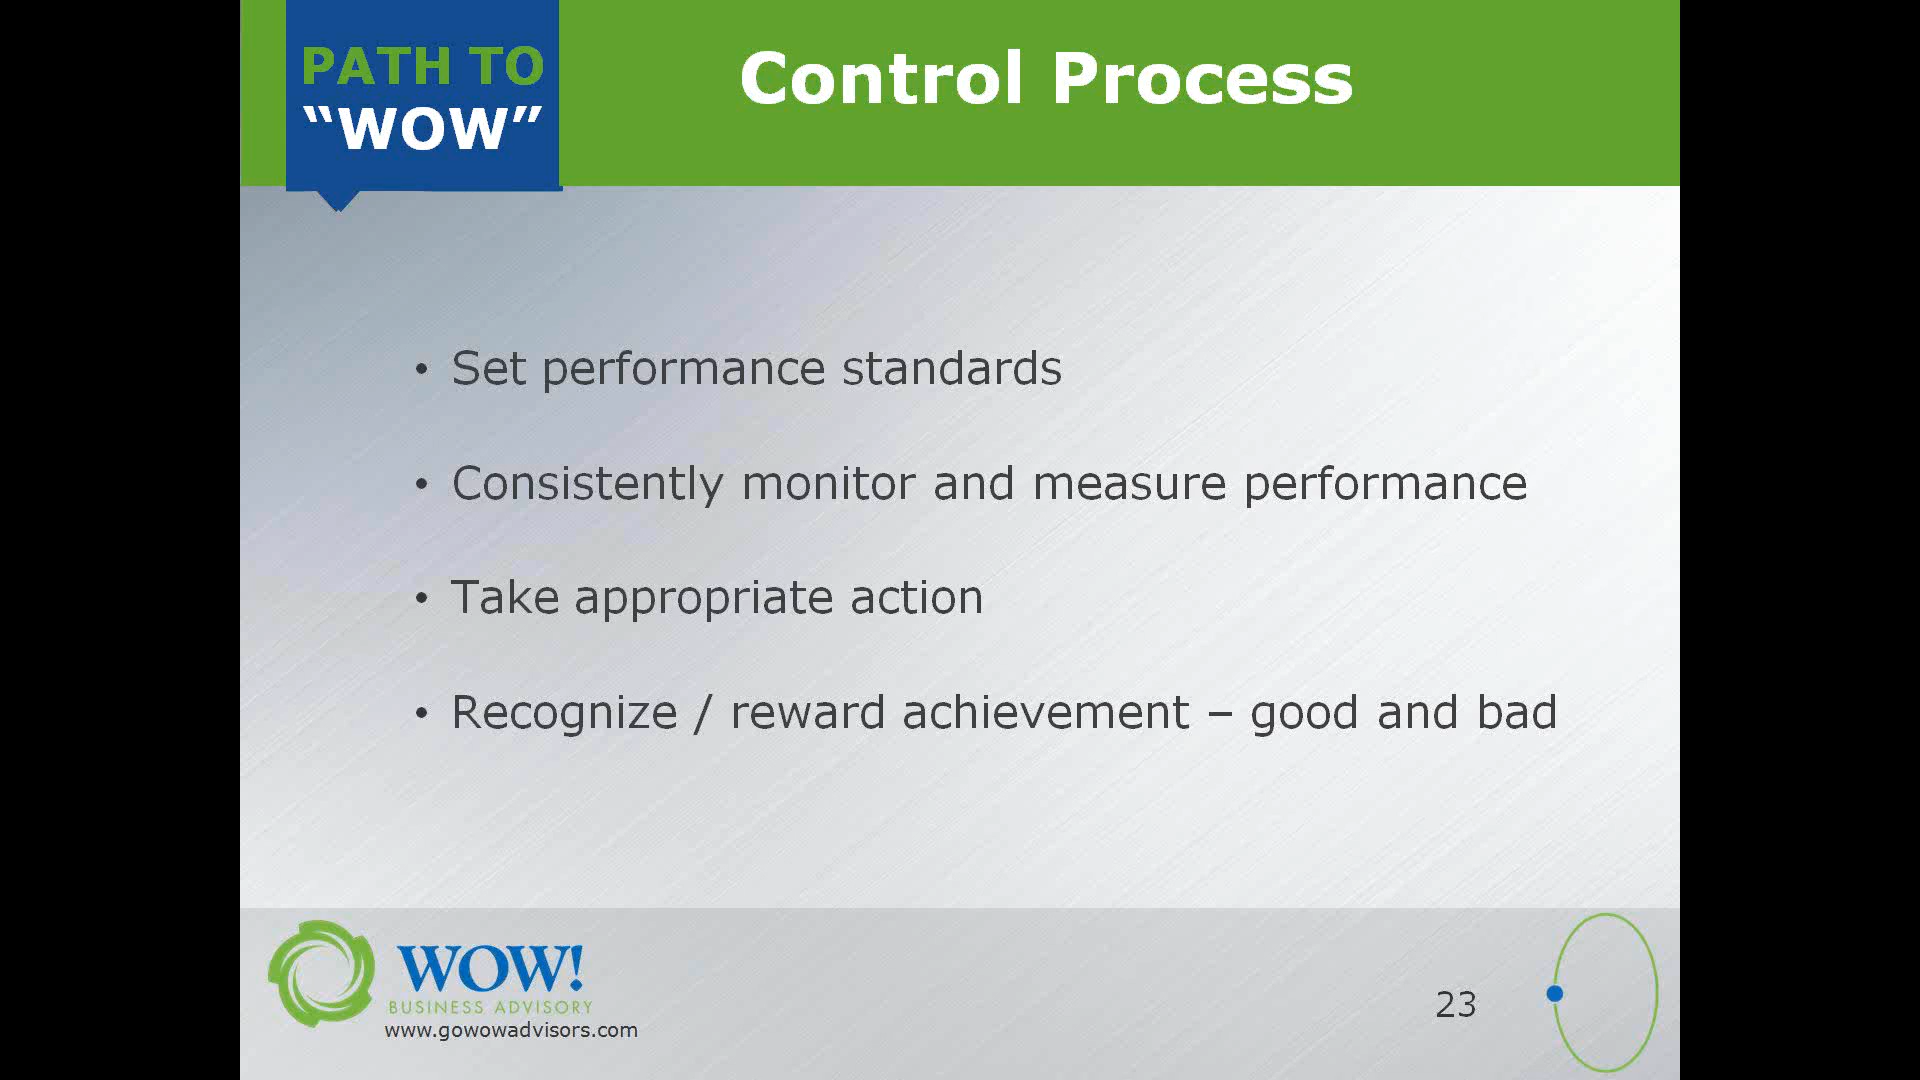 PATH TO
“WOW”
Control Process
• Set performance standards
• Consistently monitor and measure performance
• Take appropriate action
• Recognize / reward achievement – good and bad
WOW!
BUSINESS ADVISORY
www.gowowadvisors.com
23